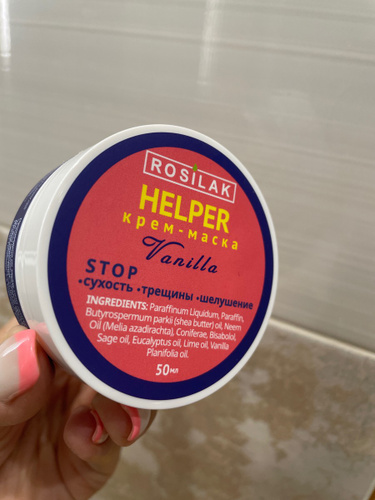 ROSiLAK
HELPER
крем-маска
Vanilla
STOP
•сухость •трещины •шелушение
INGREDIENTS: Paraffinum Liquidum, Paraffin,
Butyrospermum parkii (shea butter) oil, Neem
Oil (Melia azadirachta), Coniferae, Bisabolol,
Sage oil, Eucalyptus oil, Lime oil, Vanilla
Planifolia oil.
50мл